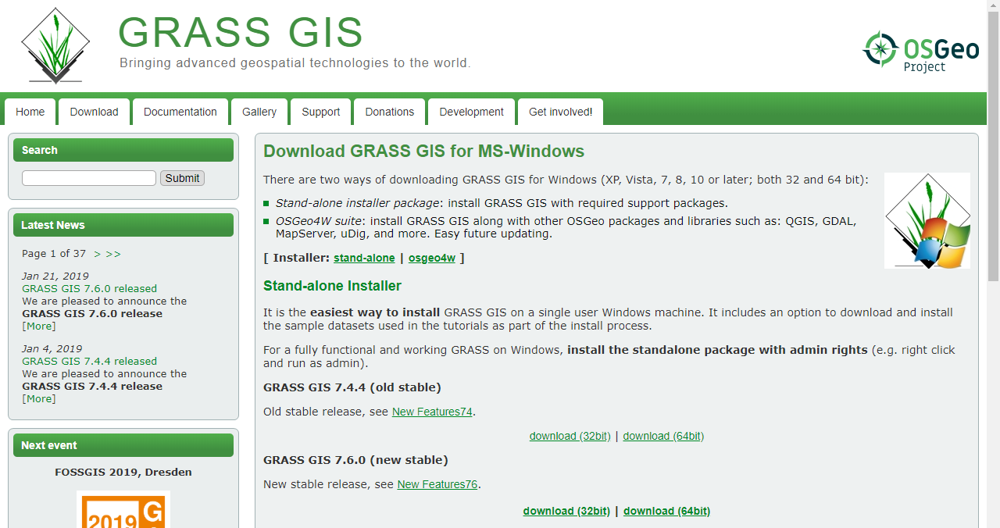 GRASS GIS
Bringing advanced geospatial technologies to the world.
OSGeo
Project
Home
Download
Documentation
Gallery
Support
Donations
Development
Get involved!
Search
Submit
Latest News
Page 1 of 37 > >>
Jan 21, 2019
GRASS GIS 7.6.0 released
We are pleased to announce the
GRASS GIS 7.6.0 release
[More]
Jan 4, 2019
GRASS GIS 7.4.4 released
We are pleased to announce the
GRASS GIS 7.4.4 release
[More]
Next event
FOSSGIS 2019, Dresden
2019 G
Download GRASS GIS for MS-Windows
There are two ways of downloading GRASS GIS for Windows (XP, Vista, 7, 8, 10 or later; both 32 and 64 bit):
Stand-alone installer package: install GRASS GIS with required support packages.
OSGeo4W suite: install GRASS GIS along with other OSGeo packages and libraries such as: QGIS, GDAL,
MapServer, uDig, and more. Easy future updating.
[ Installer: stand-alone | osgeo4w ]
Stand-alone Installer
It is the easiest way to install GRASS GIS on a single user Windows machine. It includes an option to download and install
the sample datasets used in the tutorials as part of the install process.
For a fully functional and working GRASS on Windows, install the standalone package with admin rights (e.g. right click
and run as admin).
GRASS GIS 7.4.4 (old stable)
Old stable release, see New Features74.
download (32bit) | download (64bit)
GRASS GIS 7.6.0 (new stable)
New stable release, see New Features76.
download (32bit) | download (64bit)